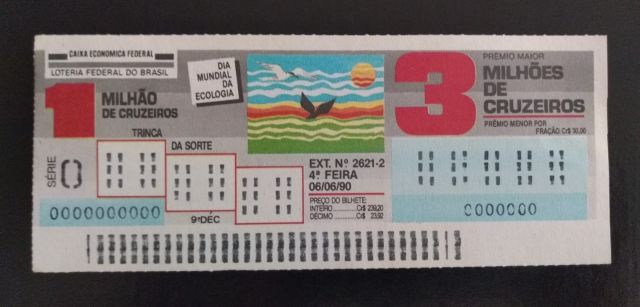 CAIXA ECONOMICA FEDERAL
LOTERIA FEDERAL DO BRASIL
DIA
MUNDIAL
DA
ECOLOGIA
1 MILHÃO
DE CRUZEIROS
TRINCA
DA SORTE
SÉRIE
0
0000000000
9ªDÉC
EXT. Nº 2621-2
4ª FEIRA
06/06/90
PREÇO DO BILHETE:
INTEIRO............Cr$ 239,20
DÉCIMO............Cr$ 23,92
3
PRÊMIO MAIOR
MILHÕES
DE
CRUZEIROS
PRÊMIO MENOR POR
FRAÇÃO Cr$ 30,00
0000000